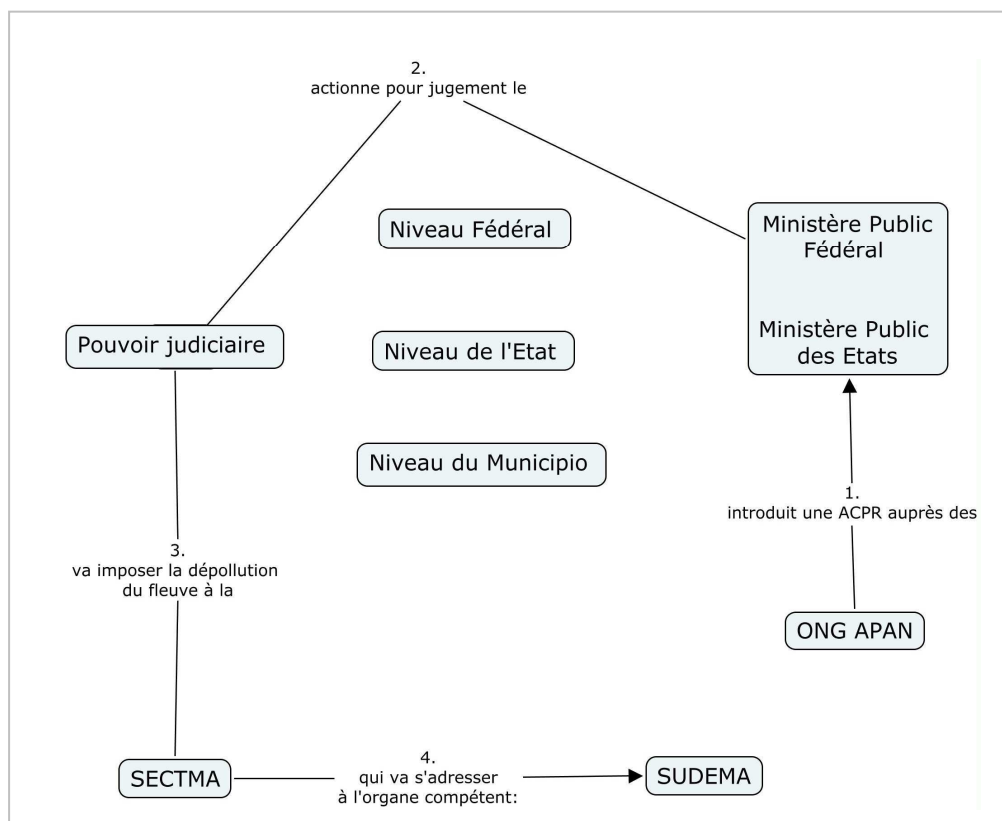 2.
actionne pour jugement le
Niveau Fédéral
Ministère Public
Fédéral
Ministère Public
des Etats
Pouvoir judiciaire
Niveau de l'Etat
Niveau du Municipio
1.
introduit une ACPR auprès des
3.
va imposer la dépollution
du fleuve à la
ONG APAN
SECTMA
4.
qui va s'adresser
à l'organe compétent:
SUDEMA